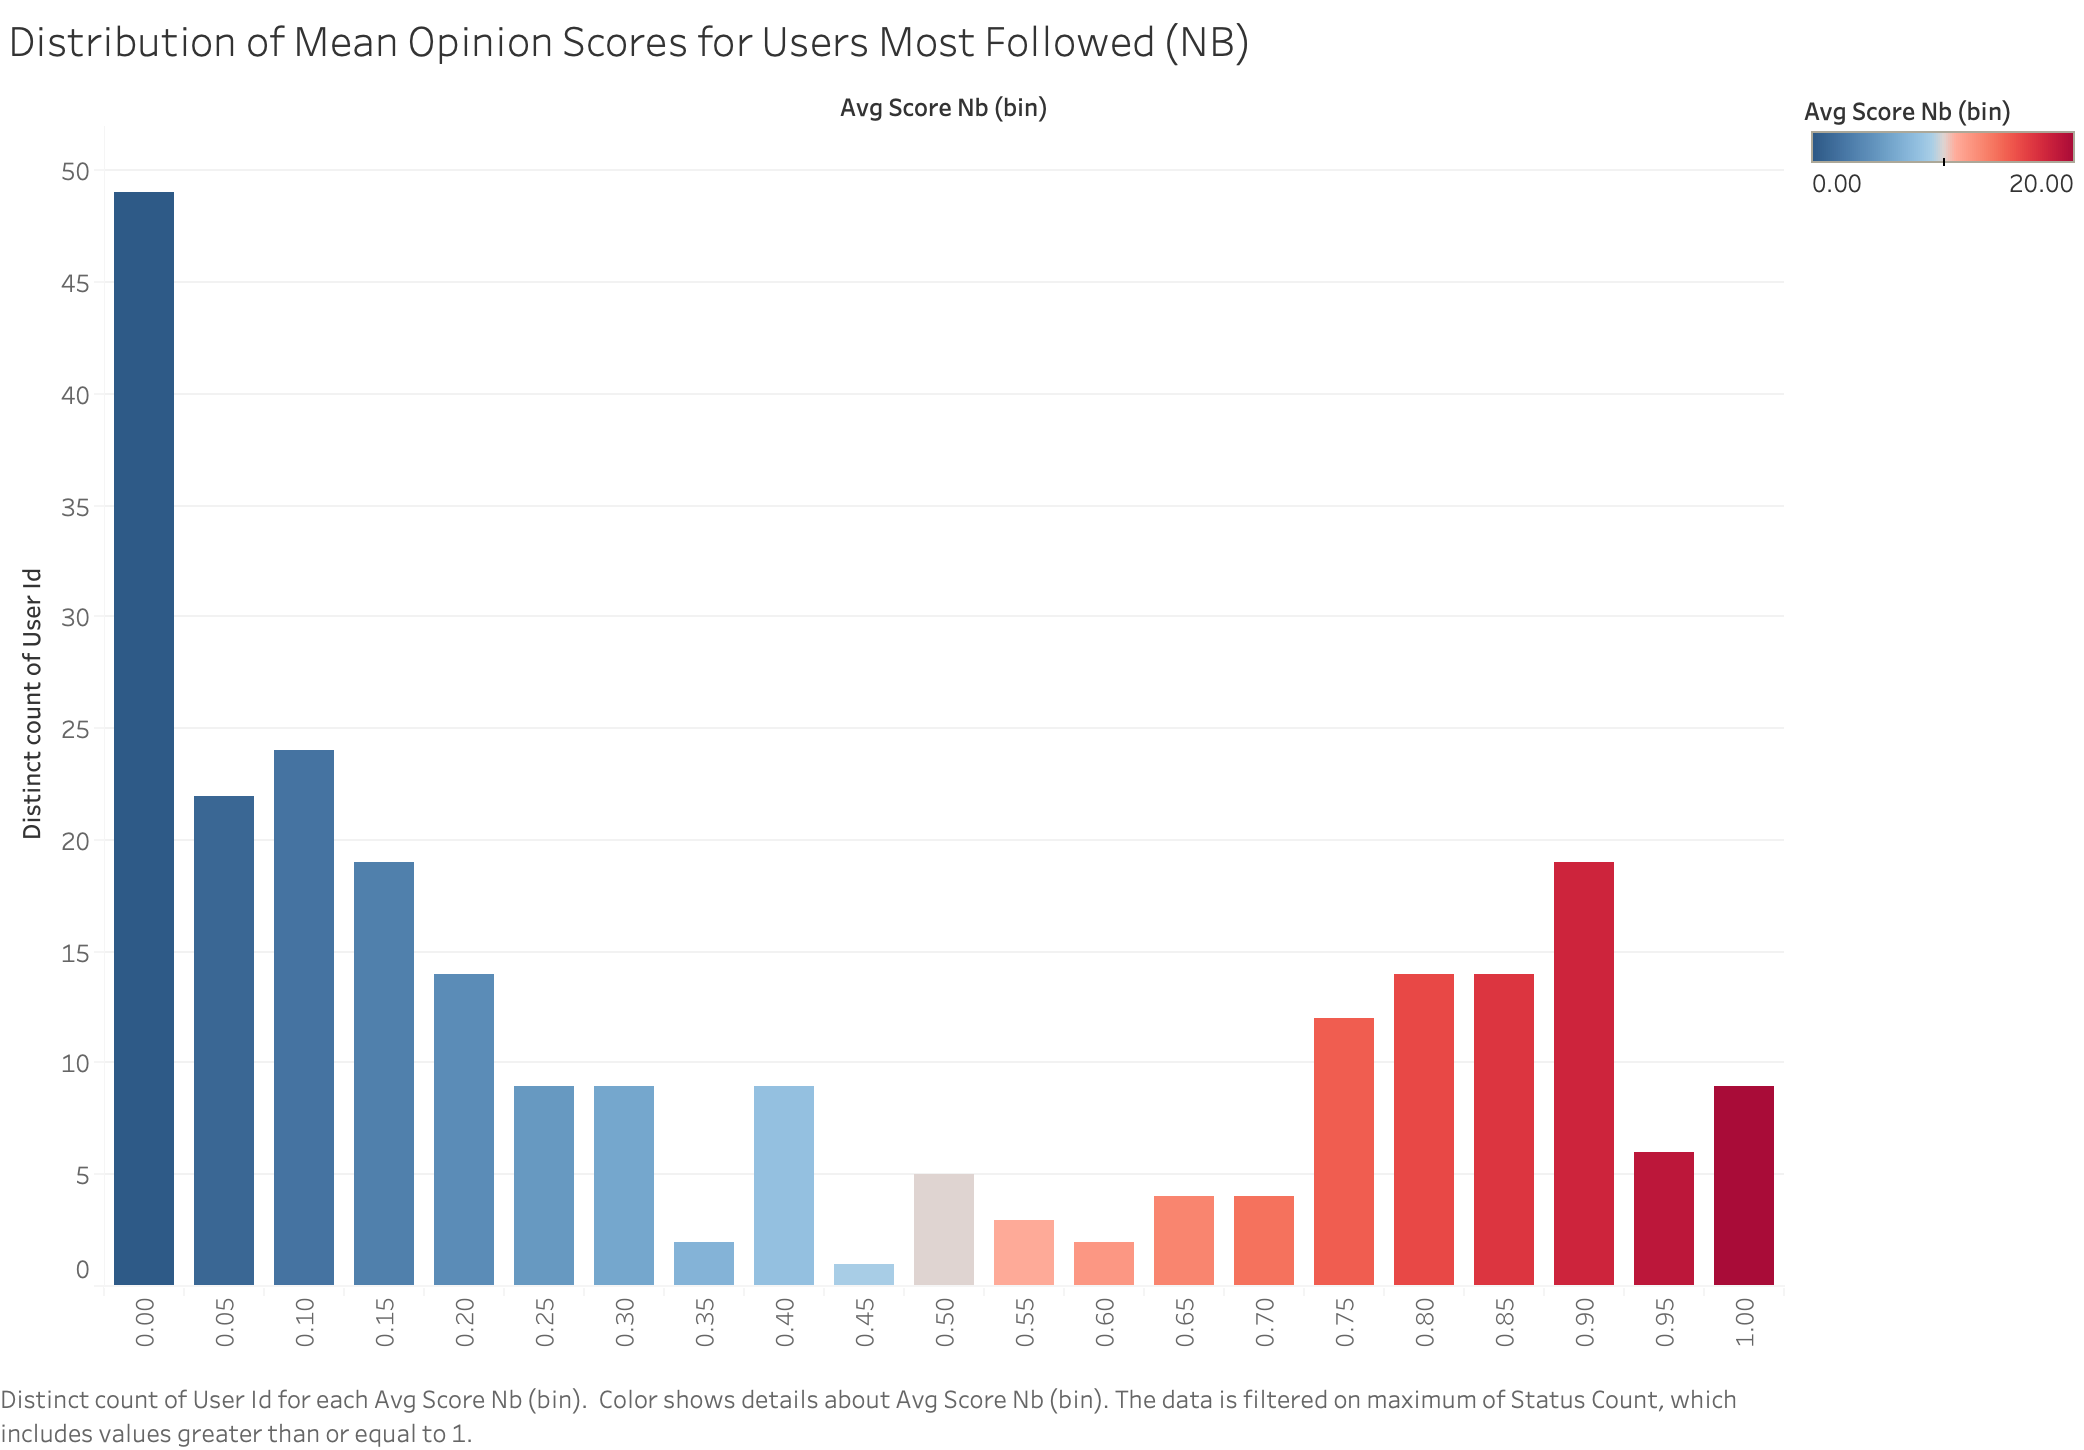 Distribution of Mean Opinion Scores for Users Most Followed (NB)
Avg Score Nb (bin)
Avg Score Nb (bin)
0.00 20.00
Distinct count of User Id
50
45
40
35
30
25
20
15
10
5
0
0.00 0.05 0.10 0.15 0.20 0.25 0.30 0.35 0.40 0.45 0.50 0.55 0.60 0.65 0.70 0.75 0.80 0.85 0.90 0.95 1.00
Distinct count of User Id for each Avg Score Nb (bin).  Color shows details about Avg Score Nb (bin). The data is filtered on maximum of Status Count, which
includes values greater than or equal to 1.